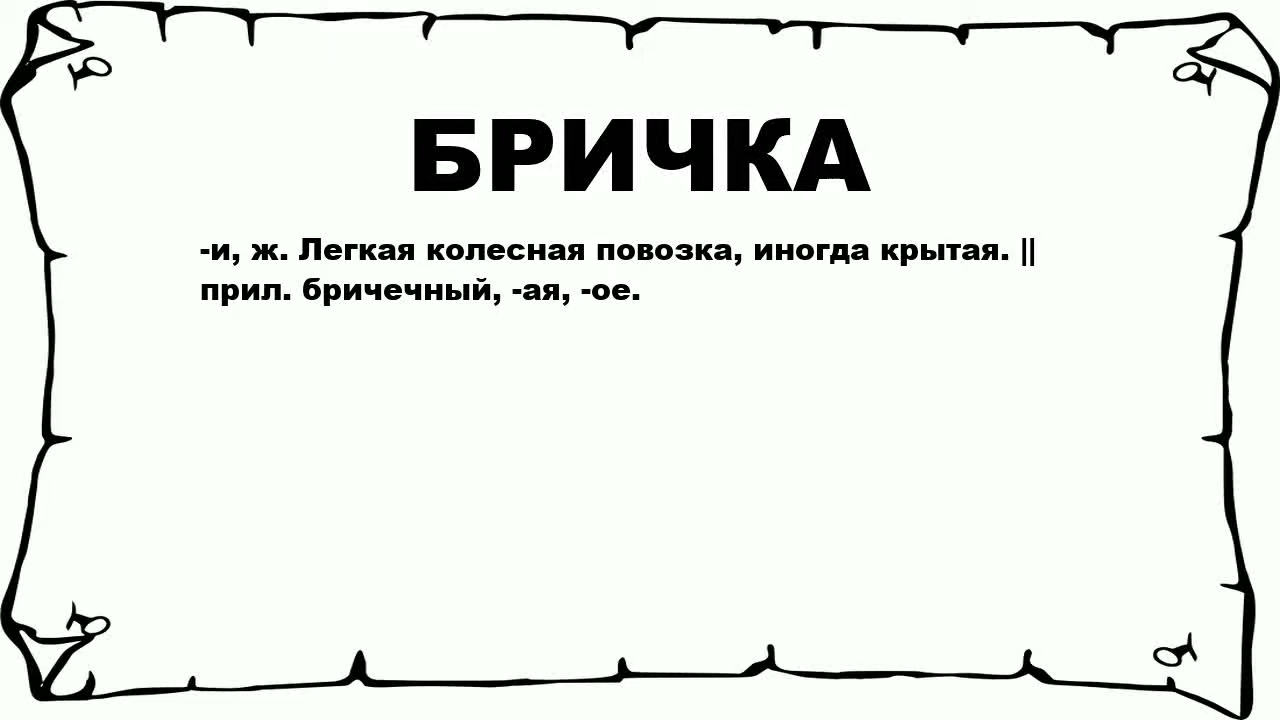 БРИЧКА
-и, ж. Легкая колесная повозка, иногда крытая. ||
прил. бричечный, -ая, -ое.